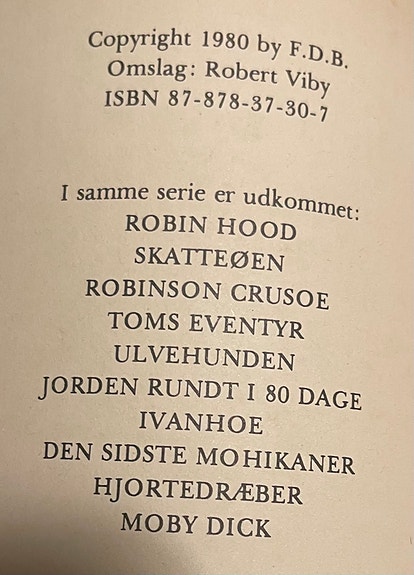 Copyright 1980 by F.D.B.
Omslag: Robert Viby
ISBN 87-878-37-30-7
I samme serie er udkommet:
ROBIN HOOD
SKATTEØEN
ROBINSON CRUSOE
TOMS EVENTYR
ULVEHUNDEN
JORDEN RUNDT I 80 DAGE
IVANHOE
DEN SIDSTE MOHIKANER
HJORTEDRÆBER
MOBY DICK